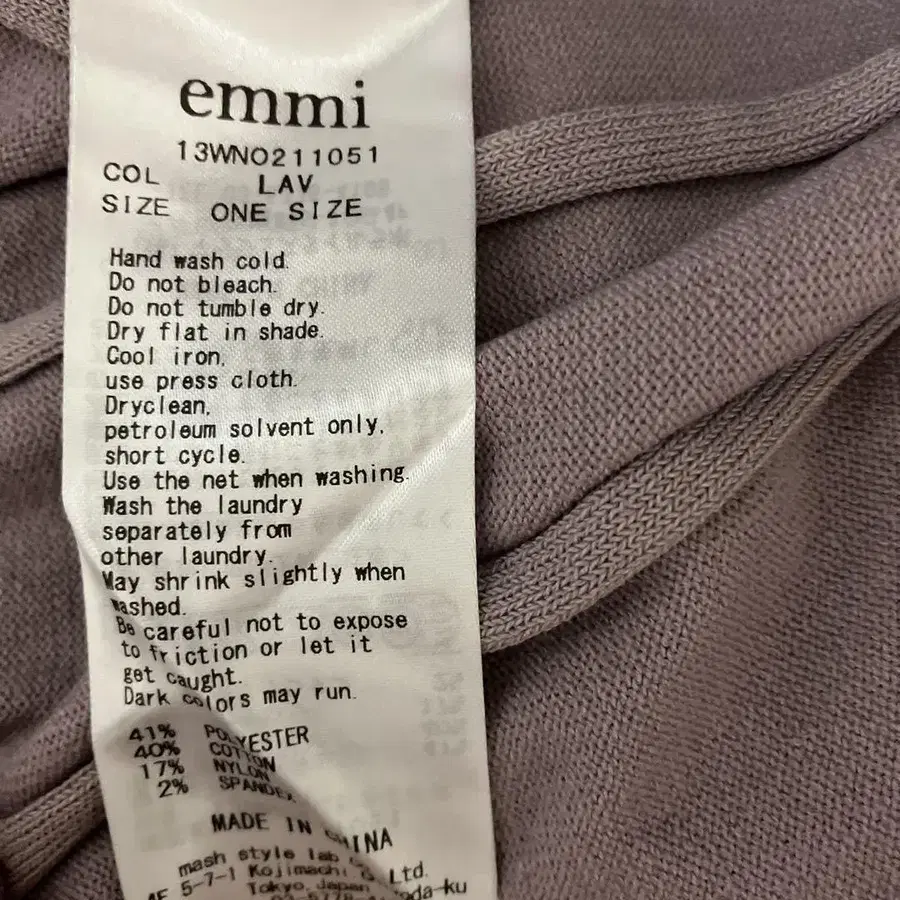 emmi
13WNO211051
COL LAV
SIZE ONE SIZE
Hand wash cold.
Do not bleach.
Do not tumble dry.
Dry flat in shade.
Cool iron,
use press cloth.
Dryclean,
petroleum solvent only,
short cycle.
Use the net when washing.
Wash the laundry
separately from
other laundry.
May shrink slightly when
washed.
Be careful not to expose
to friction or let it
get caught.
Dark colors may run.
41% POLYESTER
40% COTTON
17% NYLON
2% SPANDEX
MADE IN CHINA
mash style lab Ltd.
5-7-1 Kojimachi
Tokyo, Japan